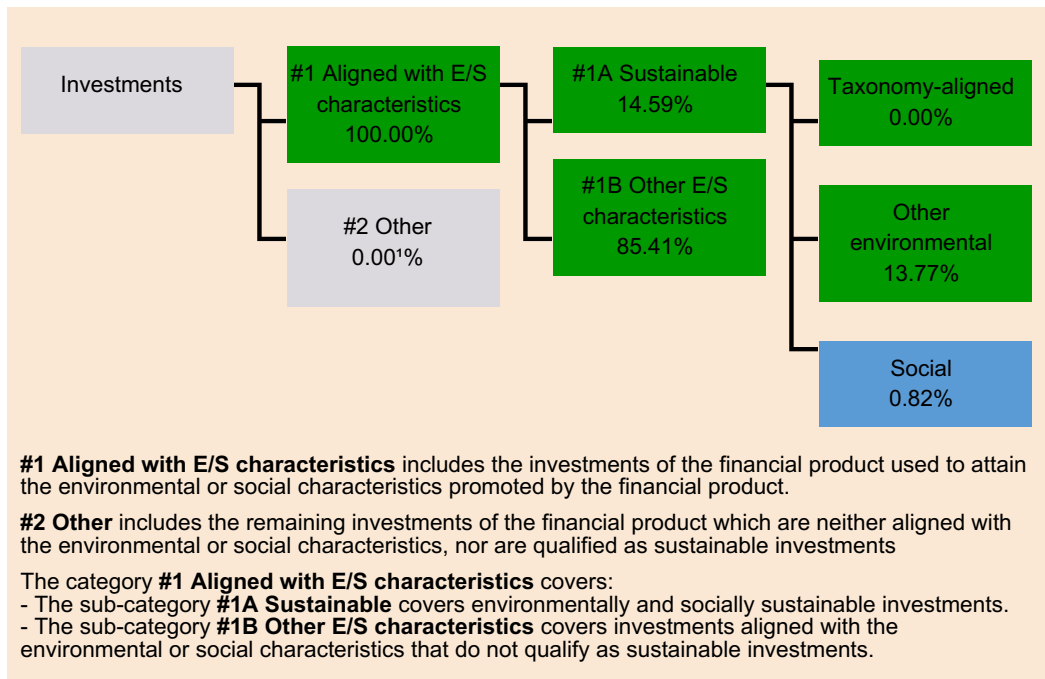 Investments
#1 Aligned with E/S
characteristics
100.00%
#2 Other
0.00¹%
#1A Sustainable
14.59%
#1B Other E/S
characteristics
85.41%
Taxonomy-aligned
0.00%
Other
environmental
13.77%
Social
0.82%
#1 Aligned with E/S characteristics includes the investments of the financial product used to attain
the environmental or social characteristics promoted by the financial product.
#2 Other includes the remaining investments of the financial product which are neither aligned with
the environmental or social characteristics, nor are qualified as sustainable investments
The category #1 Aligned with E/S characteristics covers:
- The sub-category #1A Sustainable covers environmentally and socially sustainable investments.
- The sub-category #1B Other E/S characteristics covers investments aligned with the
environmental or social characteristics that do not qualify as sustainable investments.